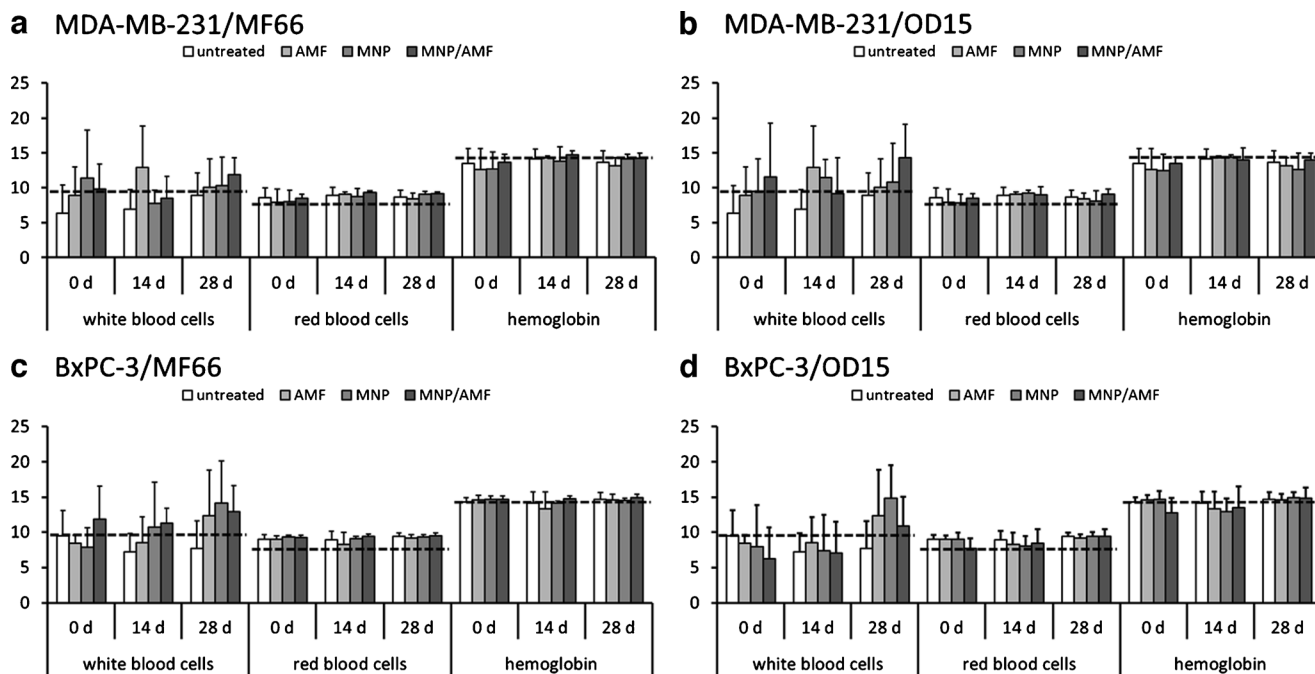 a MDA-MB-231/MF66
untreated AMF MNP MNP/AMF
25
20
15
10
5
0
0 d 14 d 28 d 0 d 14 d 28 d 0 d 14 d 28 d
white blood cells red blood cells hemoglobin
b MDA-MB-231/OD15
untreated AMF MNP MNP/AMF
25
20
15
10
5
0
0 d 14 d 28 d 0 d 14 d 28 d 0 d 14 d 28 d
white blood cells red blood cells hemoglobin
c BxPC-3/MF66
untreated AMF MNP MNP/AMF
25
20
15
10
5
0
0 d 14 d 28 d 0 d 14 d 28 d 0 d 14 d 28 d
white blood cells red blood cells hemoglobin
d BxPC-3/OD15
untreated AMF MNP MNP/AMF
25
20
15
10
5
0
0 d 14 d 28 d 0 d 14 d 28 d 0 d 14 d 28 d
white blood cells red blood cells hemoglobin